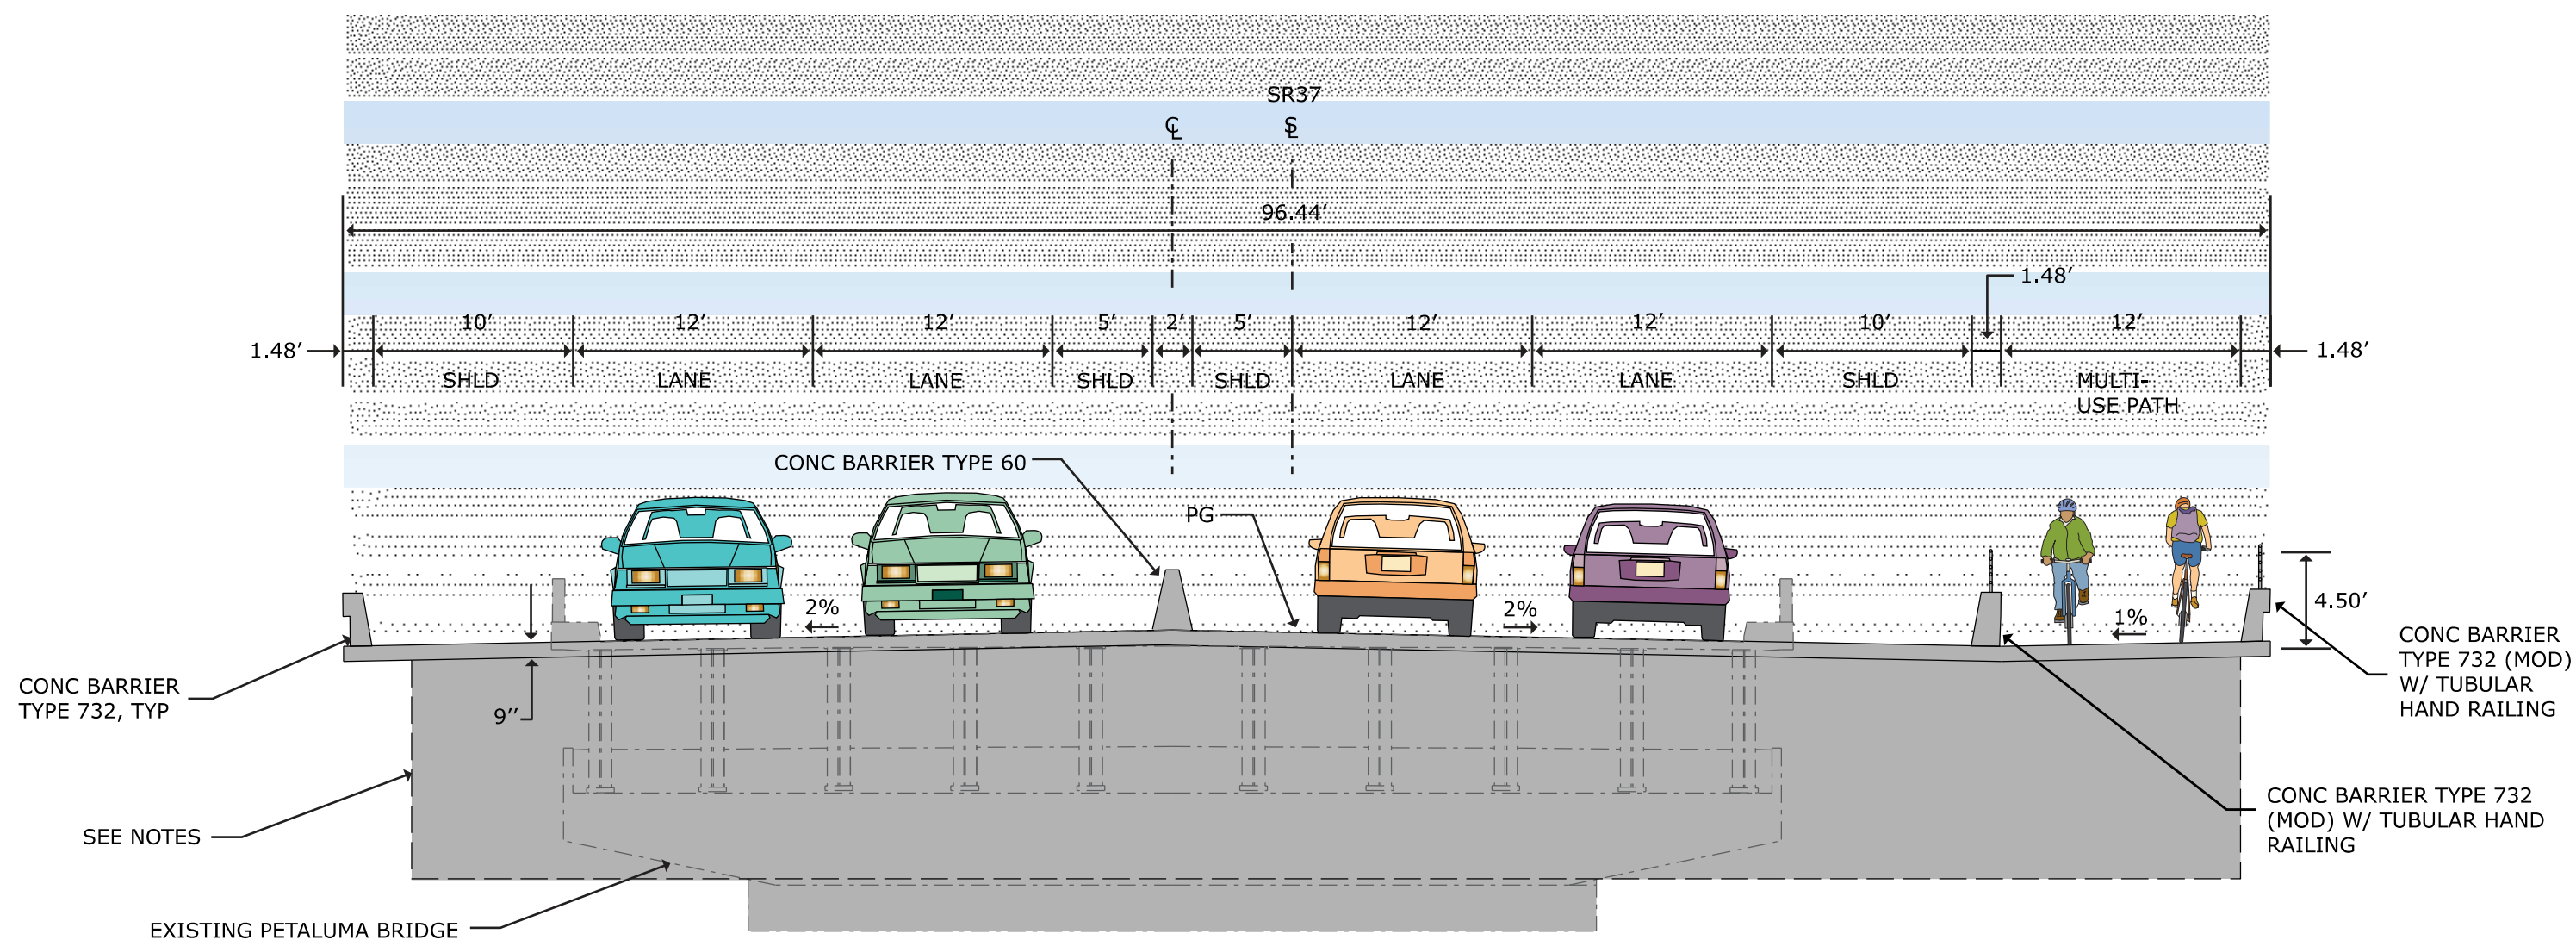 SR37
℄ S͟L
96.44′
1.48′
10′ 12′ 12′ 5′ 2′ 5′ 12′ 12′ 10′ 12′
1.48′ 1.48′
SHLD LANE LANE SHLD SHLD LANE LANE SHLD MULTI-
USE PATH
CONC BARRIER TYPE 60
PG
2% 2% 1%
4.50′
CONC BARRIER
TYPE 732 (MOD)
W/ TUBULAR
HAND RAILING
CONC BARRIER
TYPE 732, TYP
9′′
CONC BARRIER TYPE 732
(MOD) W/ TUBULAR HAND
RAILING
SEE NOTES
EXISTING PETALUMA BRIDGE